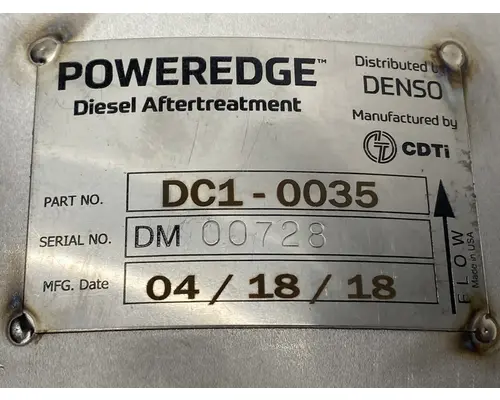 POWEREDGE™
Diesel Aftertreatment
Distributed
DENSO
Manufactured by
CDTi
PART NO. DC1-0035
SERIAL NO. DM 00728
MFG. Date 04/18/18
FLOW
Made in USA